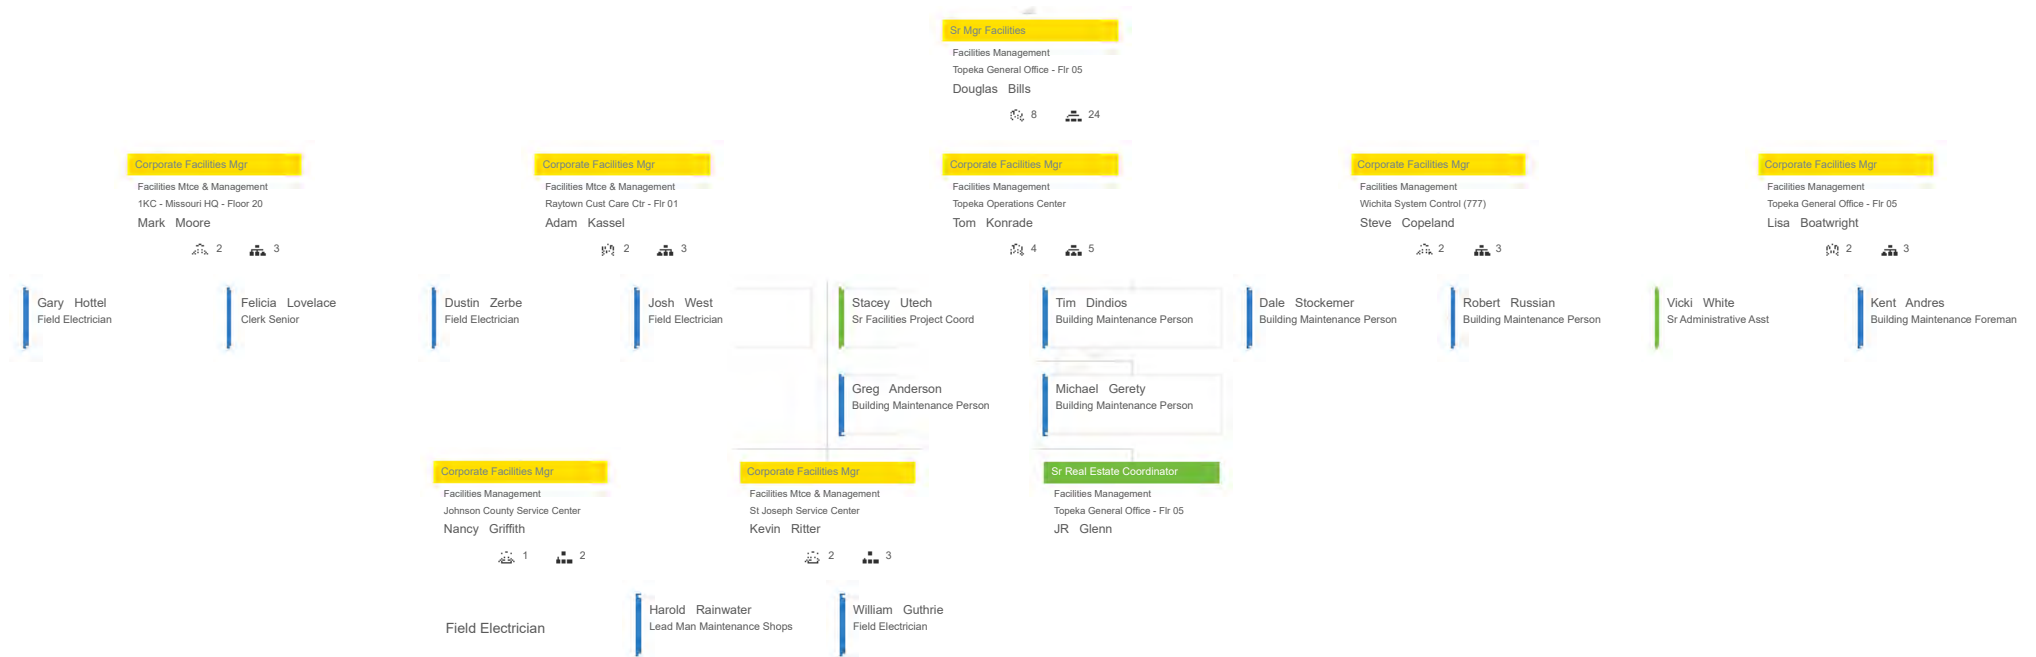 Sr Mgr Facilities
Facilities Management
Topeka General Office - Flr 05
Douglas Bills
8 24
Corporate Facilities Mgr
Facilities Mtce & Management
1KC - Missouri HQ - Floor 20
Mark Moore
2 3
Corporate Facilities Mgr
Facilities Mtce & Management
Raytown Cust Care Ctr - Flr 01
Adam Kassel
2 3
Corporate Facilities Mgr
Facilities Management
Topeka Operations Center
Tom Konrade
4 5
Corporate Facilities Mgr
Facilities Management
Wichita System Control (777)
Steve Copeland
2 3
Corporate Facilities Mgr
Facilities Management
Topeka General Office - Flr 05
Lisa Boatwright
2 3
Gary Hottel
Field Electrician
Felicia Lovelace
Clerk Senior
Dustin Zerbe
Field Electrician
Josh West
Field Electrician
Stacey Utech
Sr Facilities Project Coord
Tim Dindios
Building Maintenance Person
Dale Stockemer
Building Maintenance Person
Robert Russian
Building Maintenance Person
Vicki White
Sr Administrative Asst
Kent Andres
Building Maintenance Foreman
Greg Anderson
Building Maintenance Person
Michael Gerety
Building Maintenance Person
Corporate Facilities Mgr
Facilities Management
Johnson County Service Center
Nancy Griffith
1 2
Corporate Facilities Mgr
Facilities Mtce & Management
St Joseph Service Center
Kevin Ritter
2 3
Sr Real Estate Coordinator
Facilities Management
Topeka General Office - Flr 05
JR Glenn
Field Electrician
Harold Rainwater
Lead Man Maintenance Shops
William Guthrie
Field Electrician